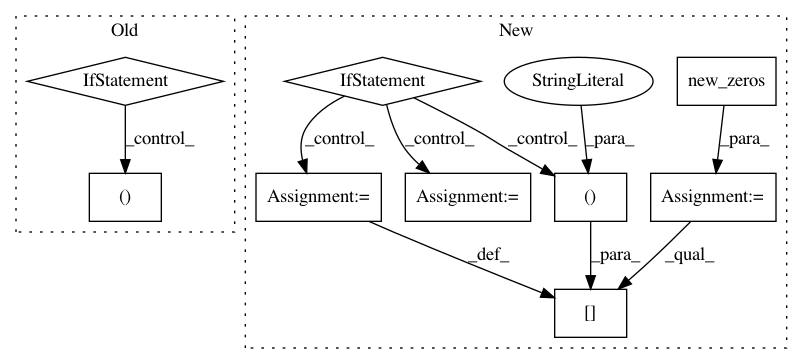 Old
New
IfStatement
IfStatement
StringLiteral
new_zeros
_control_
_control_
_control_
_control_
_para_
_para_
()
Assignment:=
Assignment:=
()
Assignment:=
_def_
_para_
_qual_
[]